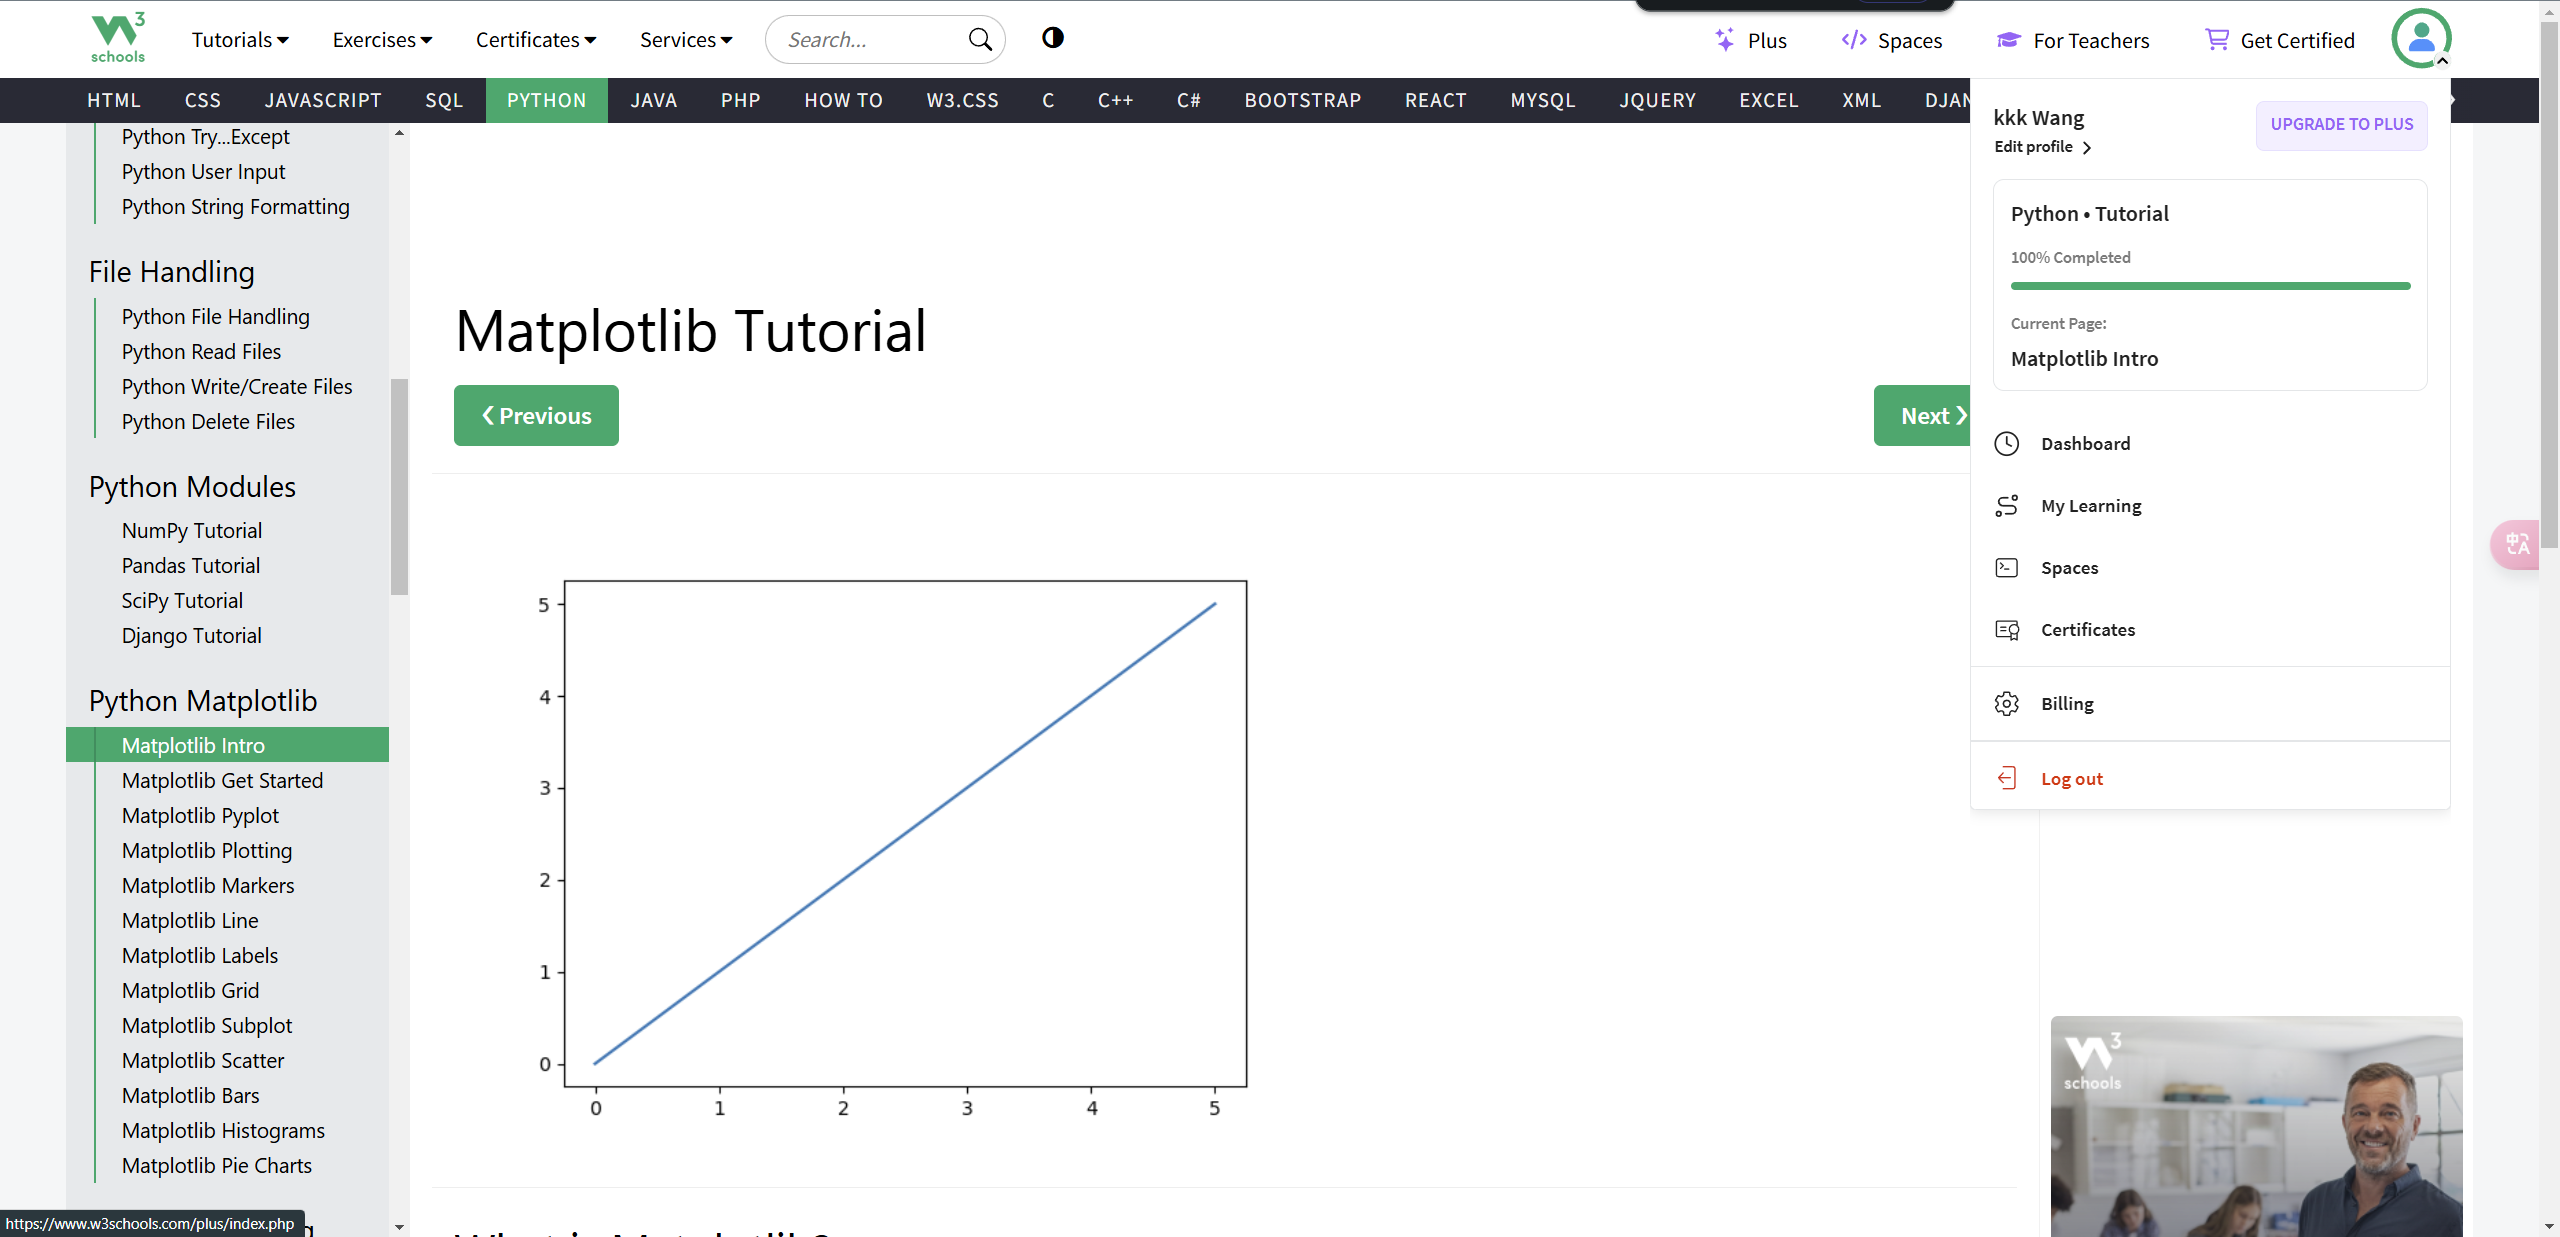 W3 schools
Tutorials Exercises Certificates Services Search... Plus Spaces For Teachers Get Certified
HTML CSS JAVASCRIPT SQL PYTHON JAVA PHP HOW TO W3.CSS C C++ C# BOOTSTRAP REACT MYSQL JQUERY EXCEL XML DJAN
Python Try...Except
Python User Input
Python String Formatting
File Handling
Python File Handling
Python Read Files
Python Write/Create Files
Python Delete Files
Python Modules
NumPy Tutorial
Pandas Tutorial
SciPy Tutorial
Django Tutorial
Python Matplotlib
Matplotlib Intro
Matplotlib Get Started
Matplotlib Pyplot
Matplotlib Plotting
Matplotlib Markers
Matplotlib Line
Matplotlib Labels
Matplotlib Grid
Matplotlib Subplot
Matplotlib Scatter
Matplotlib Bars
Matplotlib Histograms
Matplotlib Pie Charts
https://www.w3schools.com/plus/index.php
Matplotlib Tutorial
❮ Previous
Next ❯
5
4
3
2
1
0
0 1 2 3 4 5
kkk Wang
Edit profile
UPGRADE TO PLUS
Python • Tutorial
100% Completed
Current Page:
Matplotlib Intro
Dashboard
My Learning
Spaces
Certificates
Billing
Log out
中A
W3 schools